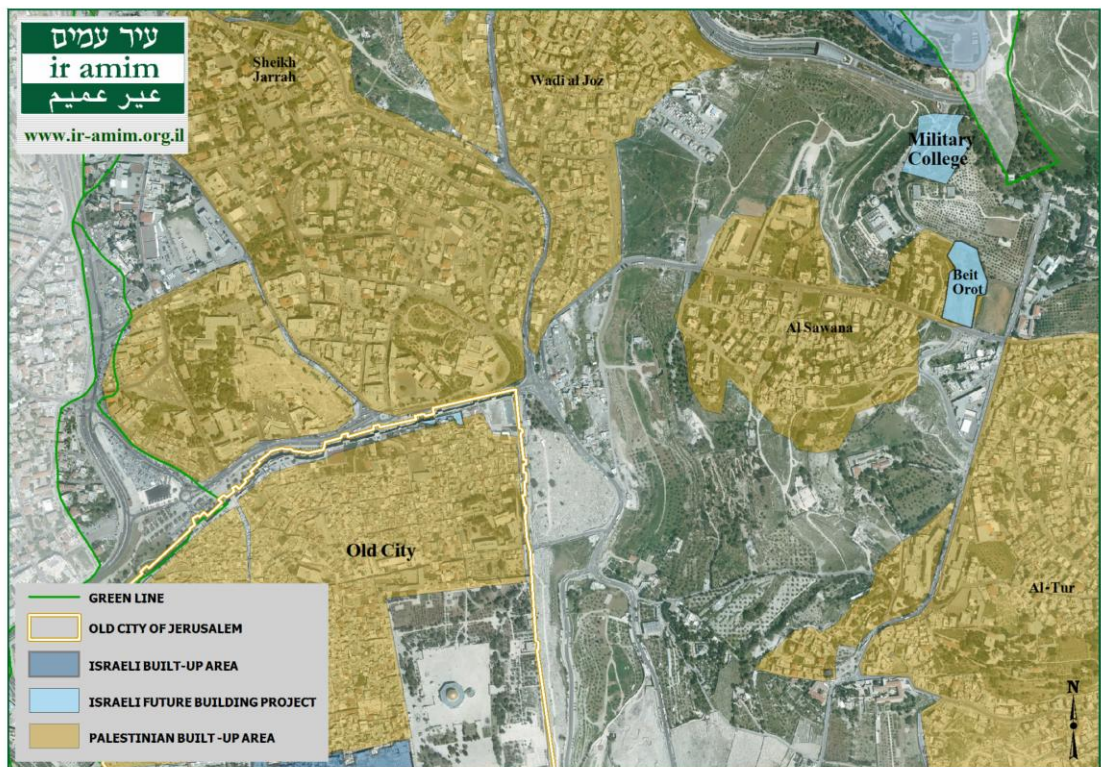 עיר עמים
ir amim
عير عميم
www.ir-amim.org.il
Sheikh
Jarrah
Wadi al Joz
Military
College
Beit
Orot
Al Sawana
Old City
Al-Tur
GREEN LINE
OLD CITY OF JERUSALEM
ISRAELI BUILT-UP AREA
ISRAELI FUTURE BUILDING PROJECT
PALESTINIAN BUILT -UP AREA
N